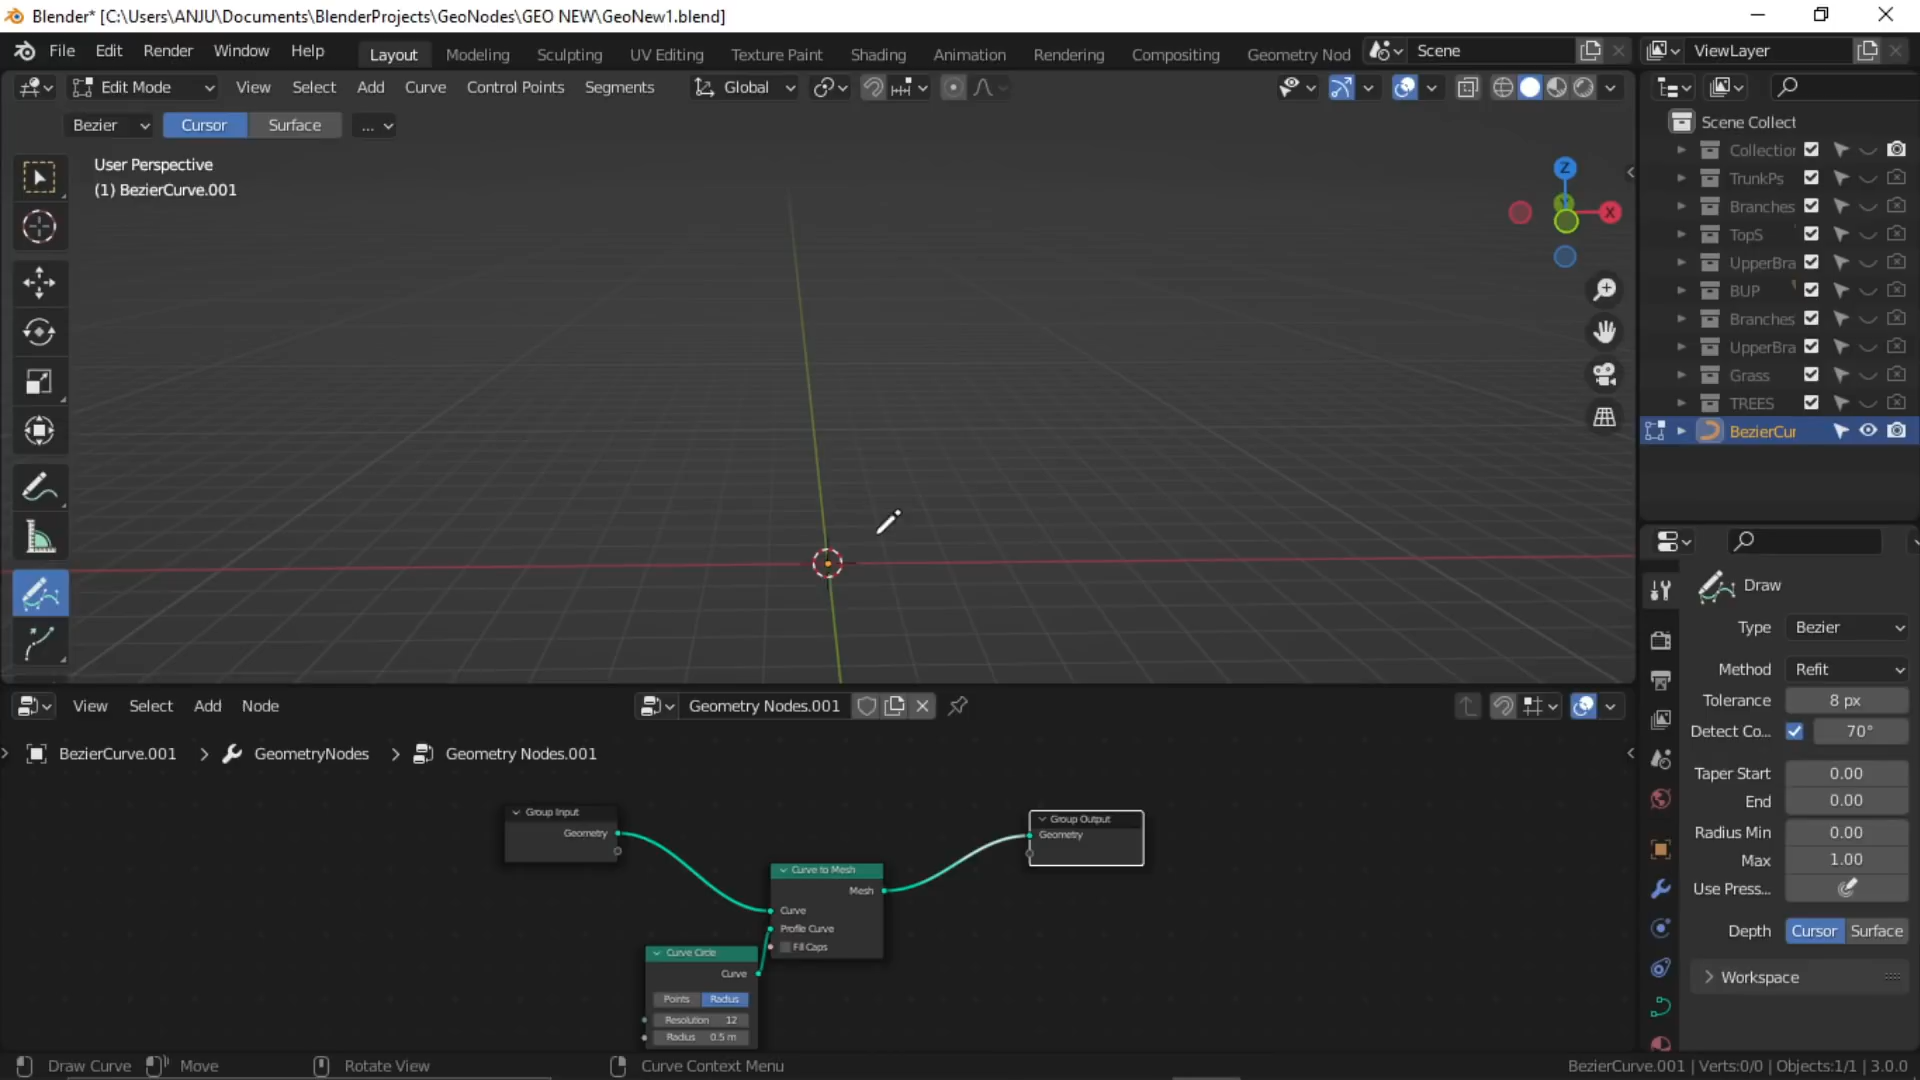 Blender* [C:\Users\ANJU\Documents\BlenderProjects\GeoNodes\GEO NEW\GeoNew1.blend]
File Edit Render Window Help Layout Modeling Sculpting UV Editing Texture Paint Shading Animation Rendering Compositing Geometry Nod Scene ViewLayer
Edit Mode View Select Add Curve Control Points Segments Global
Bezier Cursor Surface ...
User Perspective
(1) BezierCurve.001
Z
X
Scene Collect
Collection
TrunkPs
Branches
TopS
UpperBra
BUP
Branches
UpperBra
Grass
TREES
BezierCur
Draw
Type Bezier
Method Refit
Tolerance 8 px
Detect Co... 70°
Taper Start 0.00
End 0.00
Radius Min 0.00
Max 1.00
Use Press...
Depth Cursor Surface
Workspace
View Select Add Node Geometry Nodes.001
BezierCurve.001 > GeometryNodes > Geometry Nodes.001
Group Input
Geometry
Curve to Mesh
Mesh
Curve
Profile Curve
Fill Caps
Group Output
Geometry
Curve Circle
Curve
Points Radius
Resolution 12
Radius 0.5 m
Draw Curve Move Rotate View Curve Context Menu BezierCurve.001 | Verts:0/0 | Objects:1/1 | 3.0.0